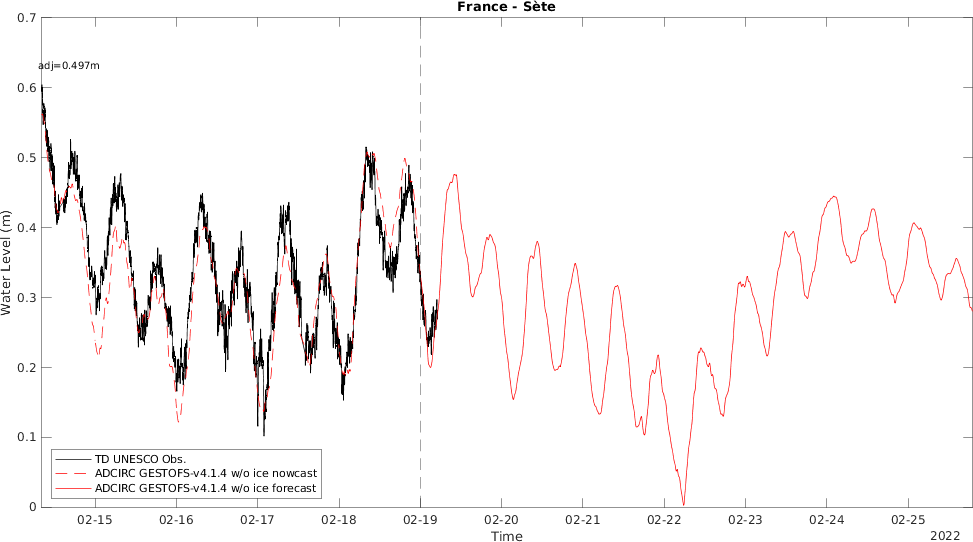 France - Sète
0.7
0.6
0.5
0.4
0.3
0.2
0.1
0
Water Level (m)
adj=0.497m
TD UNESCO Obs.
ADCIRC GESTOFS-v4.1.4 w/o ice nowcast
ADCIRC GESTOFS-v4.1.4 w/o ice forecast
02-15 02-16 02-17 02-18 02-19 02-20 02-21 02-22 02-23 02-24 02-25
Time
2022